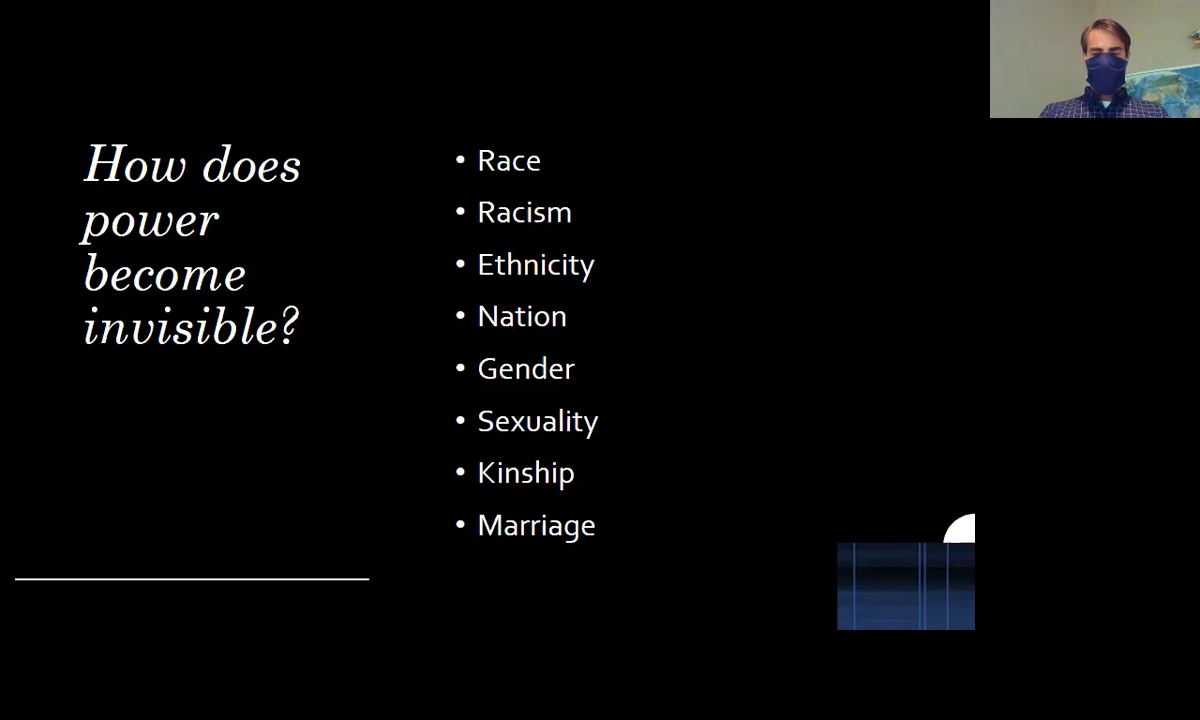 How does
power
become
invisible?
• Race
• Racism
• Ethnicity
• Nation
• Gender
• Sexuality
• Kinship
• Marriage